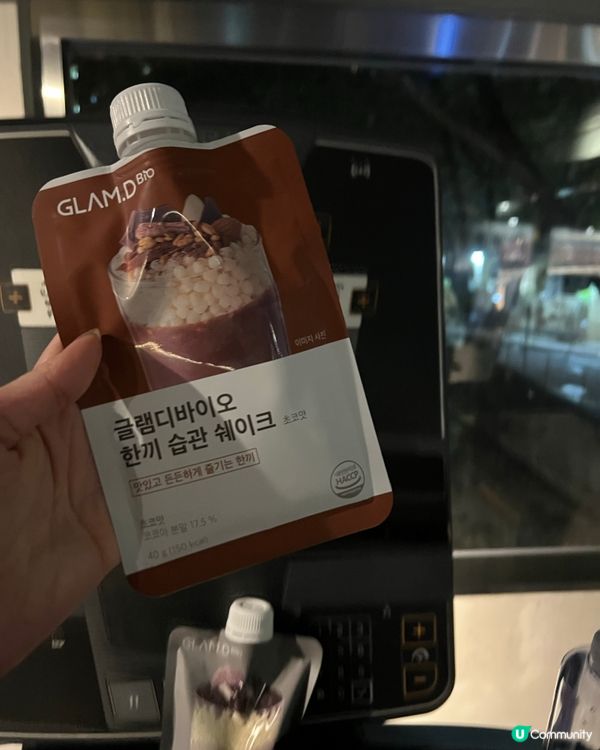 GLAM.D Bio
이미지 사진
글램디바이오
한끼 습관 쉐이크 초코맛
맛있고 든든하게 즐기는 한끼
HACCP
초코맛
코코아 분말 17.5 %
40 g (150 kcal)
GLAM.D
U Community